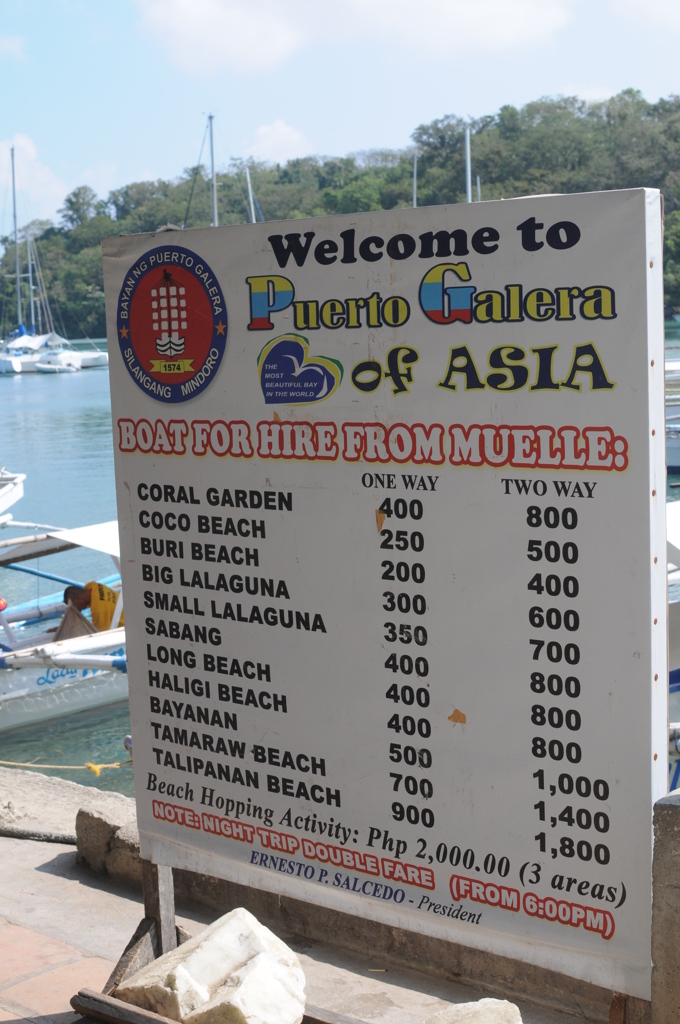 Welcome to
Puerto Galera
of ASIA
BAYAN NG PUERTO GALERA
1574
SILANGANG MINDORO
THE
MOST
BEAUTIFUL BAY
IN THE WORLD
BOAT FOR HIRE FROM MUELLE:
ONE WAY TWO WAY
CORAL GARDEN 400 800
COCO BEACH 250 500
BURI BEACH 200 400
BIG LALAGUNA 300 600
SMALL LALAGUNA 350 700
SABANG 400 800
LONG BEACH 400 800
HALIGI BEACH 400 800
BAYANAN 500 1,000
TAMARAW BEACH 700 1,400
TALIPANAN BEACH 900 1,800
Beach Hopping Activity: Php 2,000.00 (3 areas)
NOTE: NIGHT TRIP DOUBLE FARE (FROM 6:00PM)
ERNESTO P. SALCEDO - President
Lady